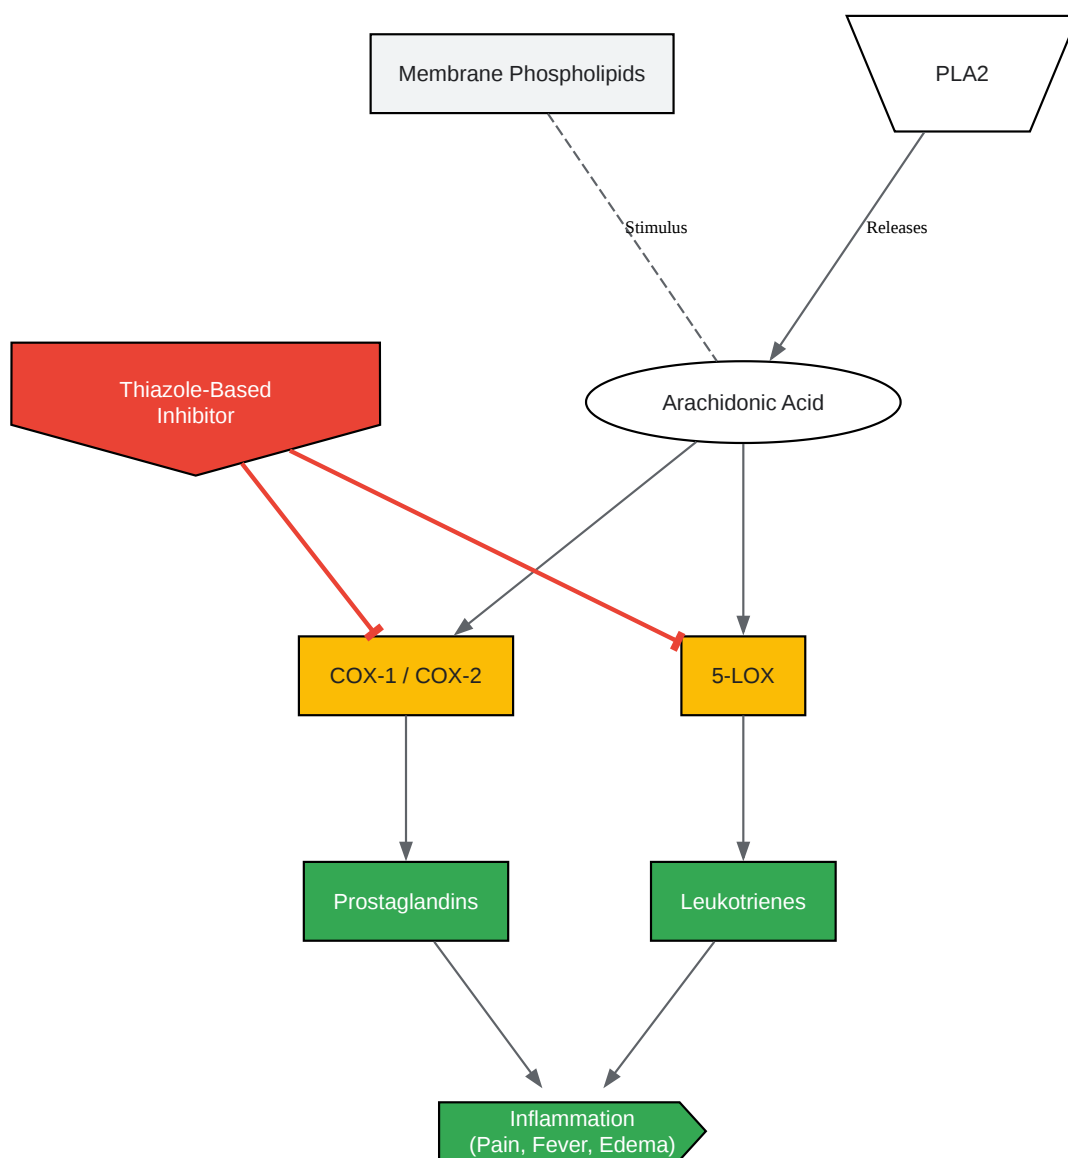 Membrane Phospholipids
PLA2
Stimulus
Releases
Thiazole-Based
Inhibitor
Arachidonic Acid
COX-1 / COX-2
5-LOX
Prostaglandins
Leukotrienes
Inflammation
(Pain, Fever, Edema)